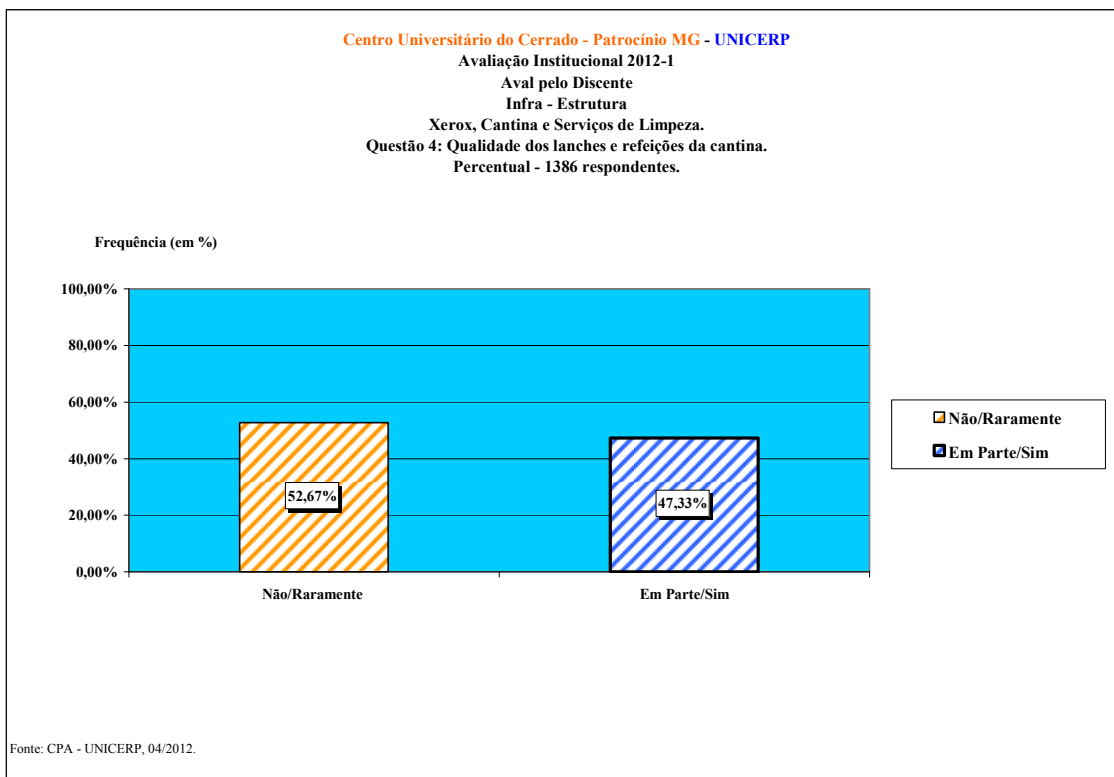 Centro Universitário do Cerrado - Patrocínio MG - UNICERP
Avaliação Institucional 2012-1
Aval pelo Discente
Infra - Estrutura
Xerox, Cantina e Serviços de Limpeza.
Questão 4: Qualidade dos lanches e refeições da cantina.
Percentual - 1386 respondentes.
Frequência (em %)
100,00%
80,00%
60,00%
40,00%
20,00%
0,00%
52,67%
47,33%
Não/Raramente
Em Parte/Sim
Não/Raramente
Em Parte/Sim
Fonte: CPA - UNICERP, 04/2012.